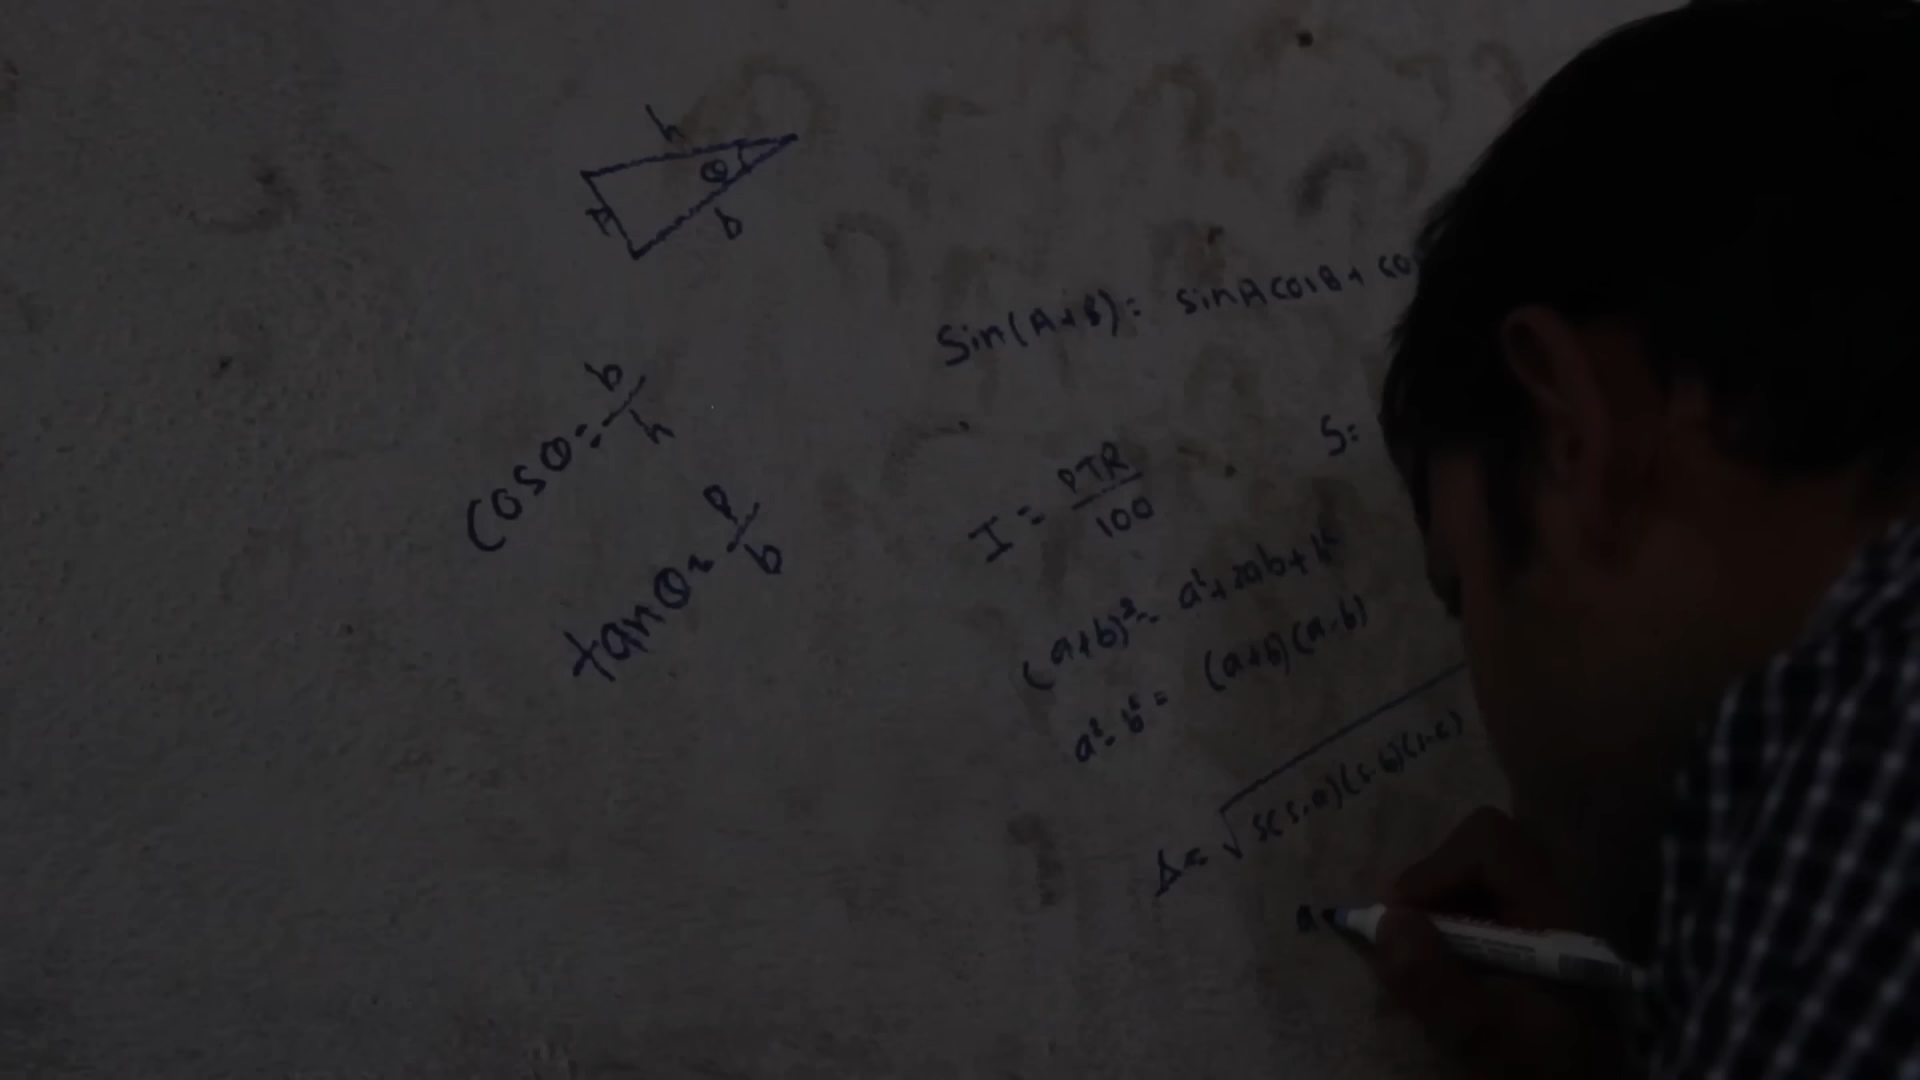 h
θ
P
b
cosθ = b/h
tanθ = P/b
Sin(A+B) = sinA cosB + co
S =
I = PTR/100
(a+b)² = a² + 2ab + b²
a² - b² = (a+b)(a-b)
Δ = √s(s-a)(s-b)(s-c)